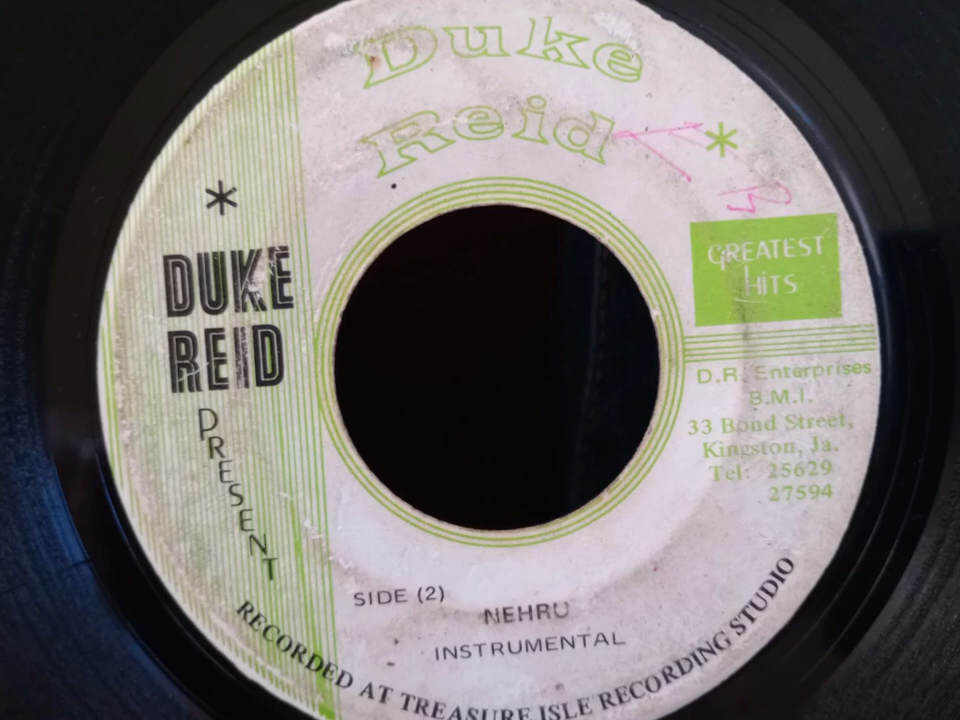 Duke
Reid
*
DUKE
REID
PRESENT
*
GREATEST
HITS
D.R. Enterprises
B.M.I.
33 Bond Street,
Kingston, Ja.
Tel: 25629
27594
SIDE (2)
NEHRU
INSTRUMENTAL
RECORDED AT TREASURE ISLE RECORDING STUDIO